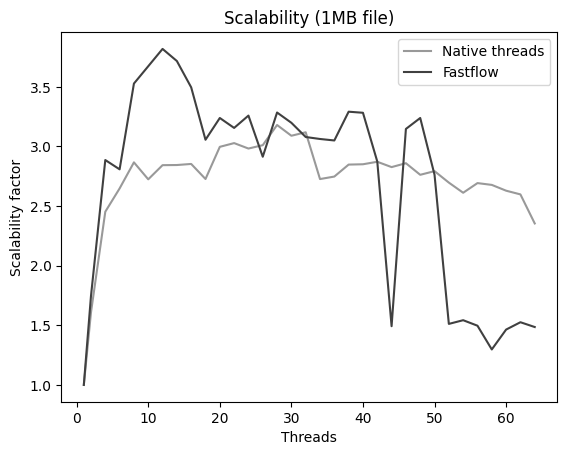 Scalability (1MB file)
Native threads
Fastflow
3.5
3.0
2.5
2.0
1.5
1.0
Scalability factor
0 10 20 30 40 50 60
Threads